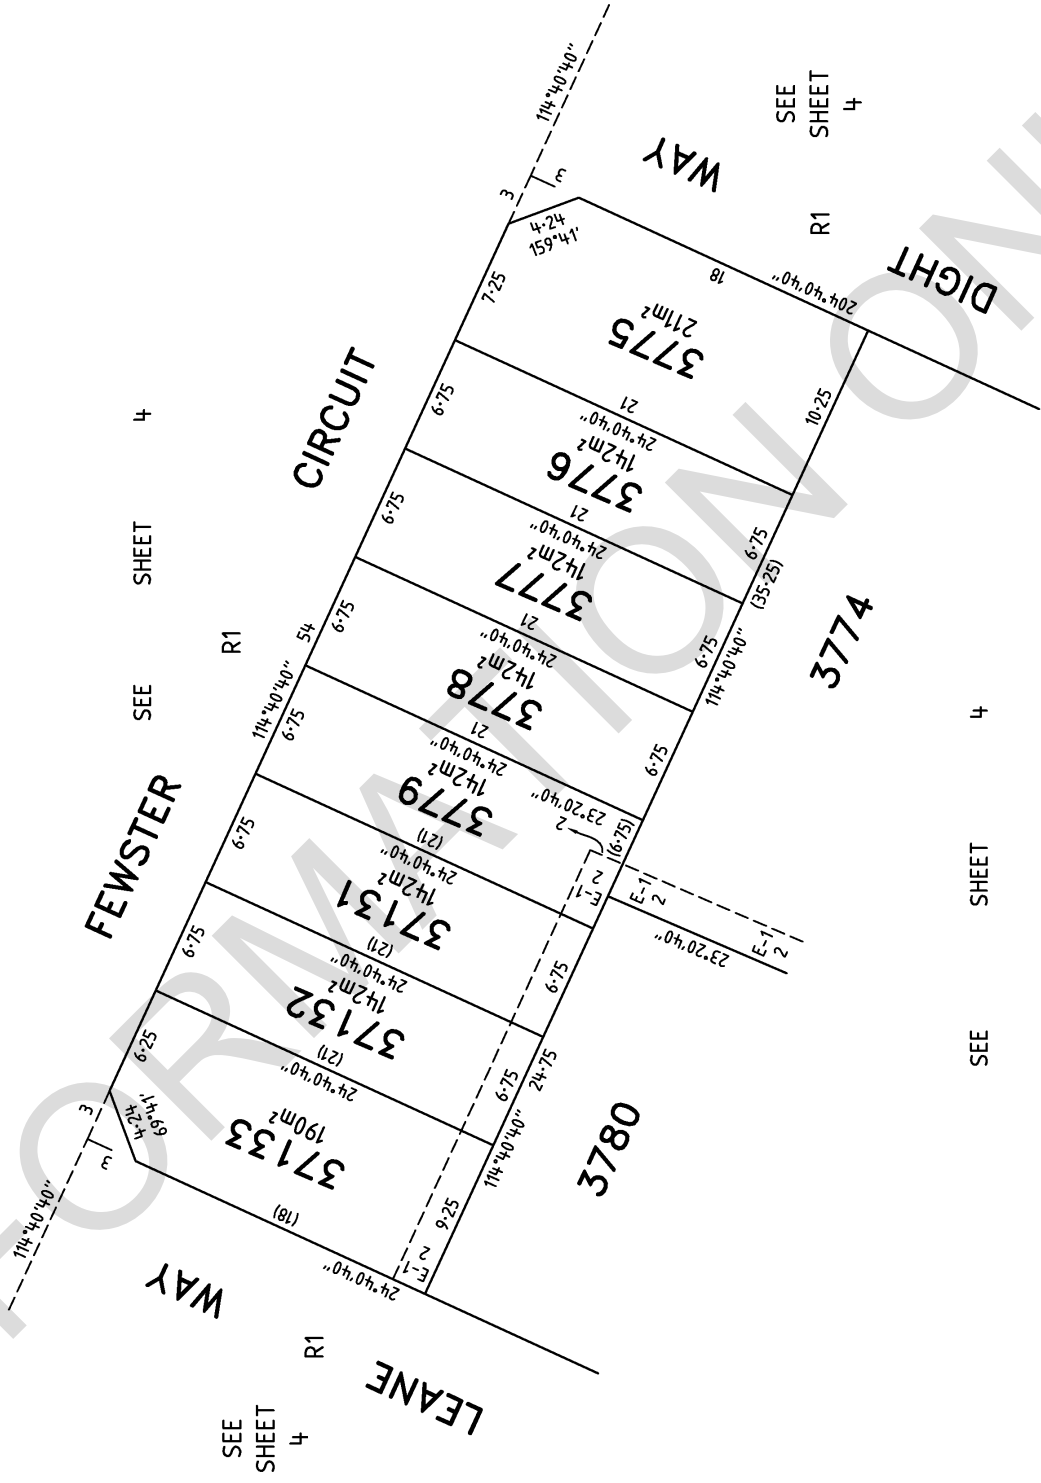 114°40'40"
SEE
SHEET
4
WAY
3
3
4·24
159°41'
R1
DIGHT
7·25
18
204°40'40"
3775
211m²
CIRCUIT
6·75
21
24°40'40"
10·25
4
3776
142m²
6·75
21
24°40'40"
6·75
(35·25)
SHEET
3777
142m²
6·75
21
24°40'40"
6·75
114°40'40"
3774
R1
54
3778
142m²
SEE
114°40'40"
6·75
21
24°40'40"
6·75
4
3779
142m²
23°20'40"
2
(6·75)
FEWSTER
6·75
(21)
24°40'40"
E-1
2
E-1
2
SHEET
37131
142m²
6·75
(21)
24°40'40"
6·75
23°20'40"
E-1
2
37132
142m²
6·25
(21)
24°40'40"
6·75
24·75
SEE
3
3
4·24
69°41'
37133
190m²
114°40'40"
3780
114°40'40"
(18)
9·25
E-1
2
24°40'40"
WAY
R1
LEANE
SEE
SHEET
4
FORMATION ON